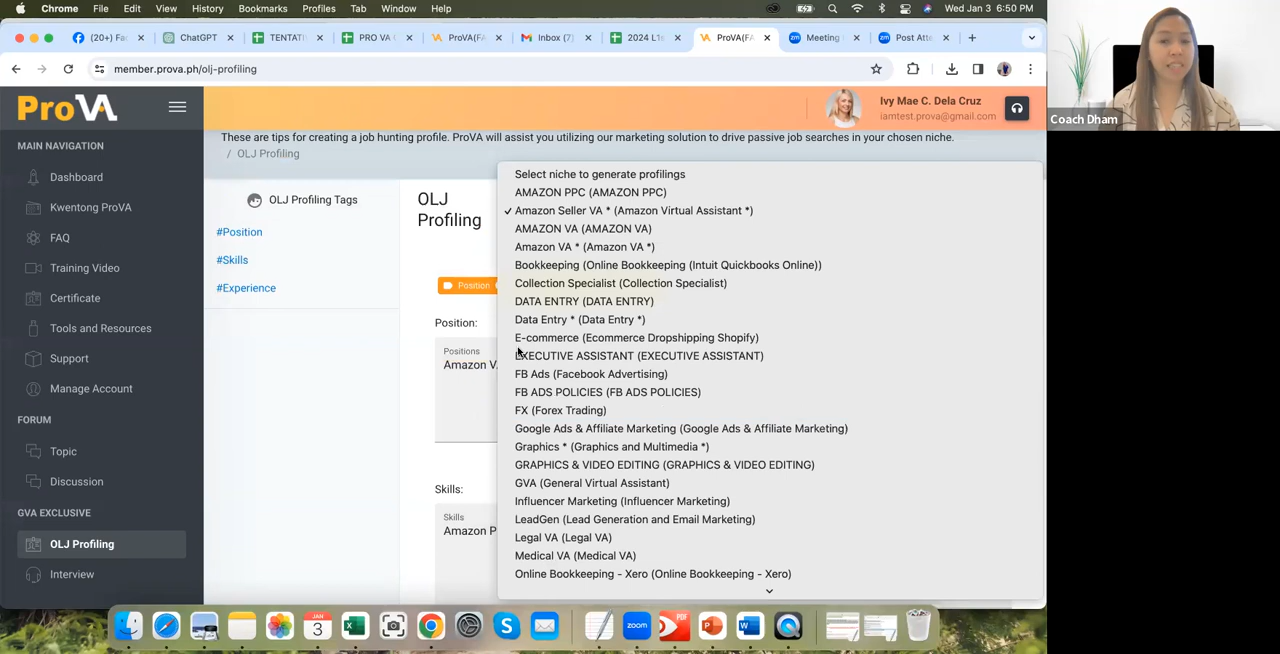 Chrome File Edit View History Bookmarks Profiles Tab Window Help Wed Jan 3 6:50 PM
(20+) Fac ChatGPT TENTATI PRO VA ProVA(FA Inbox (7) 2024 L1s ProVA(FA Meeting Post Atte
member.prova.ph/olj-profiling
ProVA
Ivy Mae C. Dela Cruz
iamtest.prova@gmail.com
Coach Dham
These are tips for creating a job hunting profile. ProVA will assist you utilizing our marketing solution to drive passive job searches in your chosen niche.
/ OLJ Profiling
MAIN NAVIGATION
Dashboard
Kwentong ProVA
FAQ
Training Video
Certificate
Tools and Resources
Support
Manage Account
FORUM
Topic
Discussion
GVA EXCLUSIVE
OLJ Profiling
Interview
OLJ Profiling Tags
#Position
#Skills
#Experience
OLJ
Profiling
Position
Position:
Positions
Amazon V
Skills:
Skills
Amazon P
Select niche to generate profilings
AMAZON PPC (AMAZON PPC)
✓ Amazon Seller VA * (Amazon Virtual Assistant *)
AMAZON VA (AMAZON VA)
Amazon VA * (Amazon VA *)
Bookkeeping (Online Bookkeeping (Intuit Quickbooks Online))
Collection Specialist (Collection Specialist)
DATA ENTRY (DATA ENTRY)
Data Entry * (Data Entry *)
E-commerce (Ecommerce Dropshipping Shopify)
EXECUTIVE ASSISTANT (EXECUTIVE ASSISTANT)
FB Ads (Facebook Advertising)
FB ADS POLICIES (FB ADS POLICIES)
FX (Forex Trading)
Google Ads & Affiliate Marketing (Google Ads & Affiliate Marketing)
Graphics * (Graphics and Multimedia *)
GRAPHICS & VIDEO EDITING (GRAPHICS & VIDEO EDITING)
GVA (General Virtual Assistant)
Influencer Marketing (Influencer Marketing)
LeadGen (Lead Generation and Email Marketing)
Legal VA (Legal VA)
Medical VA (Medical VA)
Online Bookkeeping - Xero (Online Bookkeeping - Xero)
JAN
3
zoom
PDF